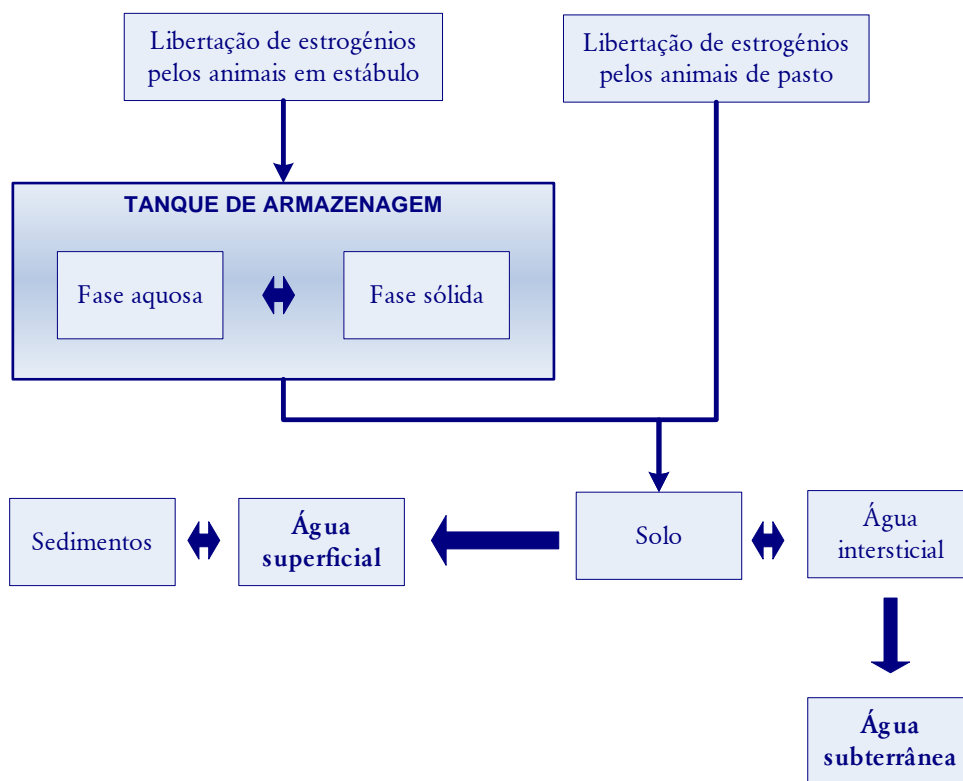 Libertação de estrogénios
pelos animais em estábulo
Libertação de estrogénios
pelos animais de pasto
TANQUE DE ARMAZENAGEM
Fase aquosa
Fase sólida
Sedimentos
Água
superficial
Solo
Água
intersticial
Água
subterrânea